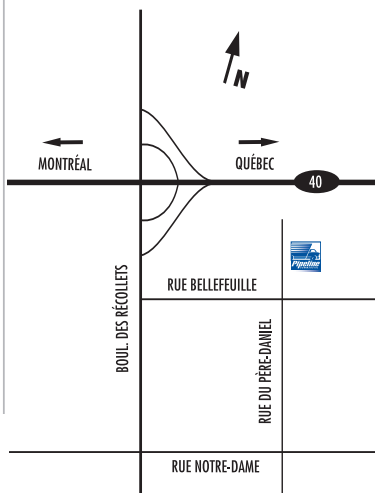 N
MONTRÉAL
QUÉBEC
40
Pipeline
RUE BELLEFEUILLE
BOUL. DES RÉCOLLETS
RUE DU PÈRE-DANIEL
RUE NOTRE-DAME